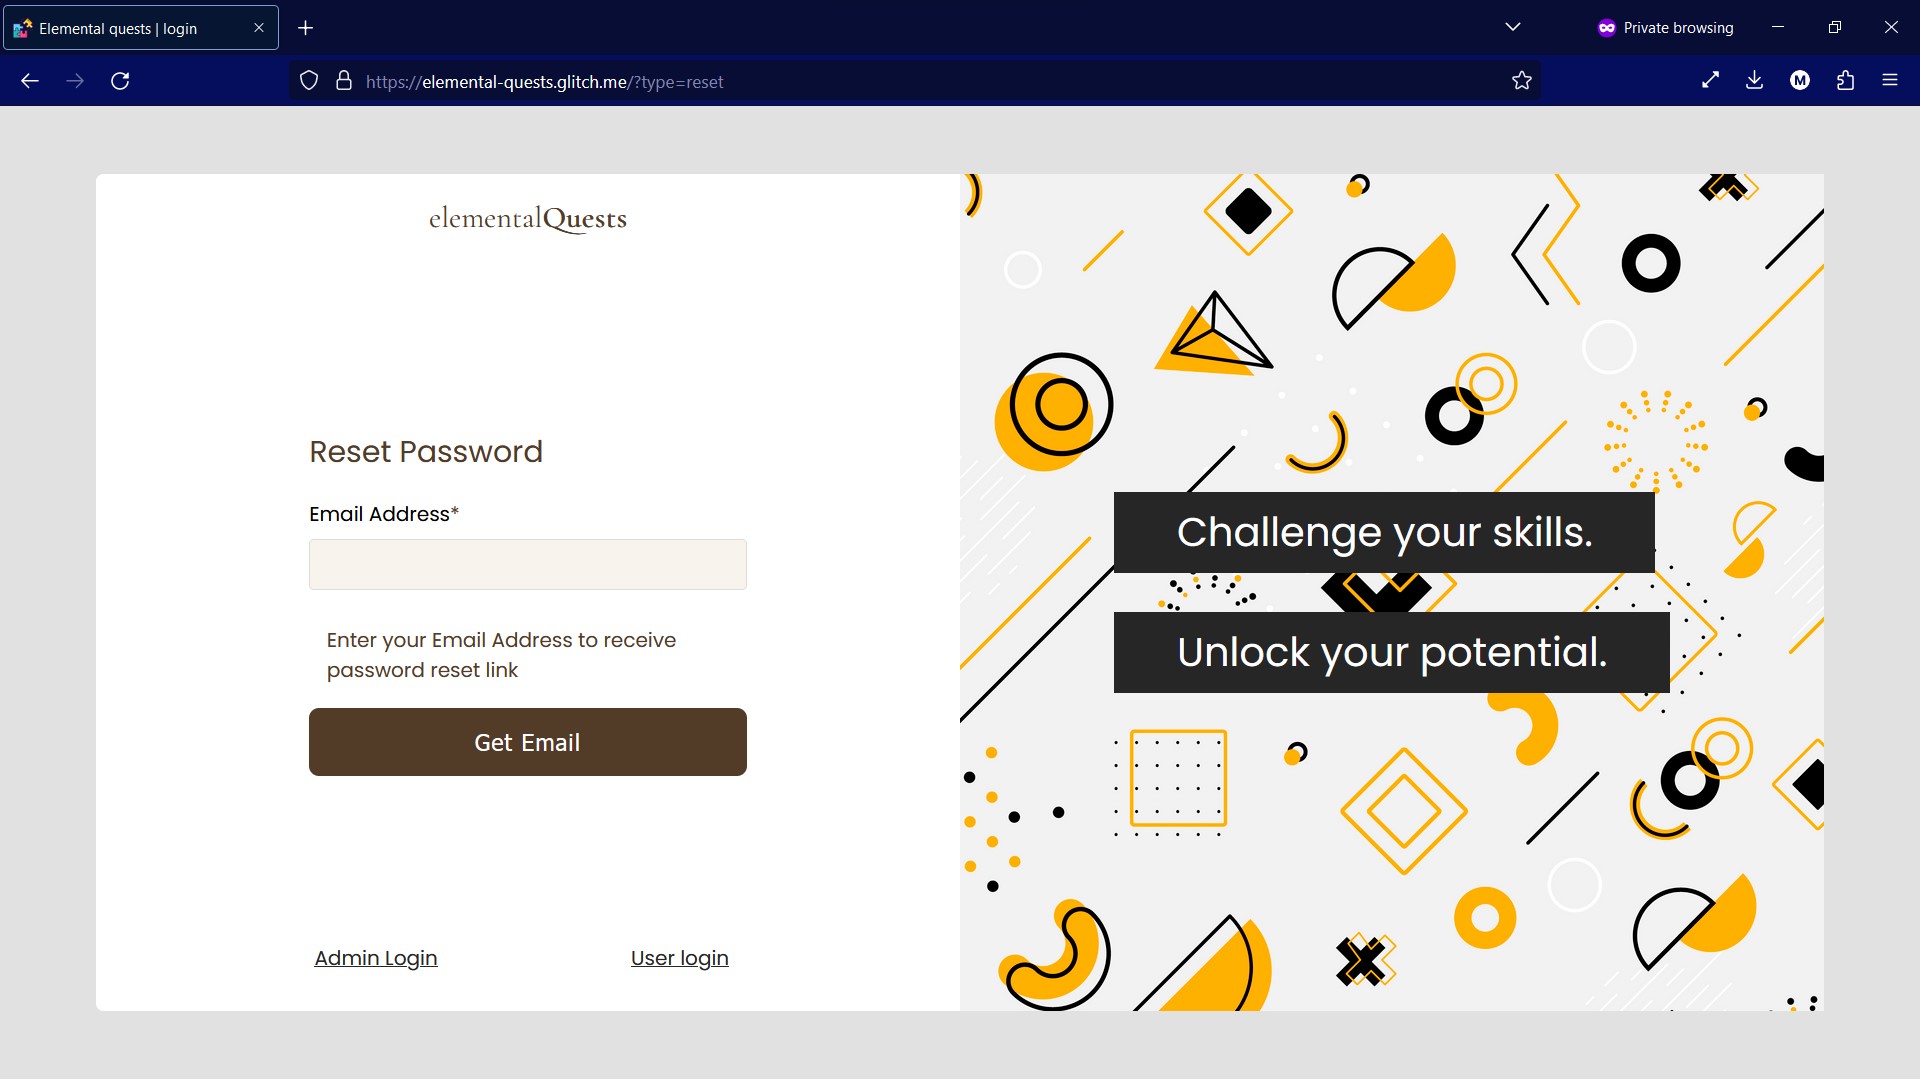 Elemental quests | login
Private browsing
https://elemental-quests.glitch.me/?type=reset
M
elementalQuests
Reset Password
Email Address*
Enter your Email Address to receive
password reset link
Get Email
Admin Login
User login
Challenge your skills.
Unlock your potential.